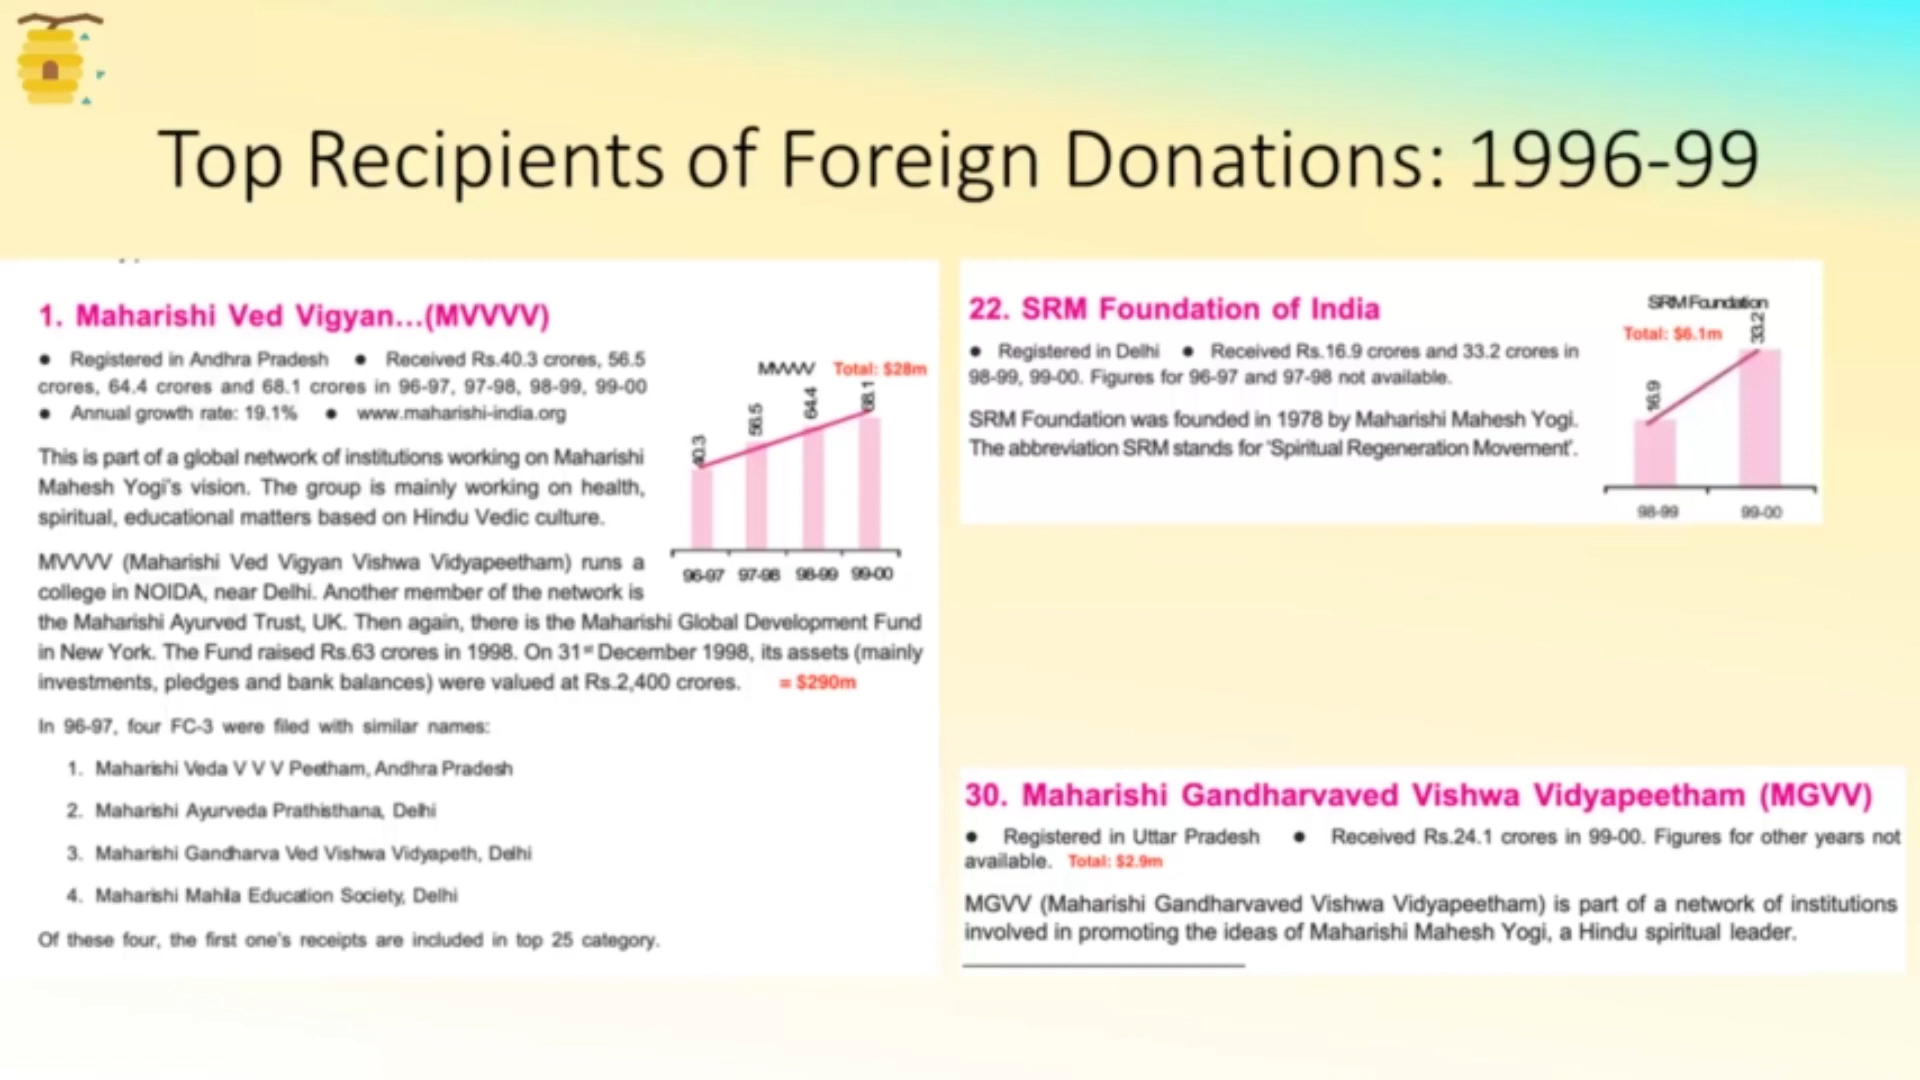 Top Recipients of Foreign Donations: 1996-99
1. Maharishi Ved Vigyan...(MVVVV)
● Registered in Andhra Pradesh ● Received Rs.40.3 crores, 56.5
crores, 64.4 crores and 68.1 crores in 96-97, 97-98, 98-99, 99-00
● Annual growth rate: 19.1% ● www.maharishi-india.org
This is part of a global network of institutions working on Maharishi
Mahesh Yogi's vision. The group is mainly working on health,
spiritual, educational matters based on Hindu Vedic culture.
MVVVV (Maharishi Ved Vigyan Vishwa Vidyapeetham) runs a
college in NOIDA, near Delhi. Another member of the network is
the Maharishi Ayurved Trust, UK. Then again, there is the Maharishi Global Development Fund
in New York. The Fund raised Rs.63 crores in 1998. On 31st December 1998, its assets (mainly
investments, pledges and bank balances) were valued at Rs.2,400 crores. = $290m
In 96-97, four FC-3 were filed with similar names:
1. Maharishi Veda V V V Peetham, Andhra Pradesh
2. Maharishi Ayurveda Prathisthana, Delhi
3. Maharishi Gandharva Ved Vishwa Vidyapeth, Delhi
4. Maharishi Mahila Education Society, Delhi
Of these four, the first one's receipts are included in top 25 category.
MVVVV Total: $28m
40.3 56.5 64.4 68.1
96-97 97-98 98-99 99-00
22. SRM Foundation of India
● Registered in Delhi ● Received Rs.16.9 crores and 33.2 crores in
98-99, 99-00. Figures for 96-97 and 97-98 not available.
SRM Foundation was founded in 1978 by Maharishi Mahesh Yogi.
The abbreviation SRM stands for 'Spiritual Regeneration Movement'.
SRM Foundation
Total: $6.1m
16.9 33.2
98-99 99-00
30. Maharishi Gandharvaved Vishwa Vidyapeetham (MGVV)
● Registered in Uttar Pradesh ● Received Rs.24.1 crores in 99-00. Figures for other years not
available. Total: $2.9m
MGVV (Maharishi Gandharvaved Vishwa Vidyapeetham) is part of a network of institutions
involved in promoting the ideas of Maharishi Mahesh Yogi, a Hindu spiritual leader.